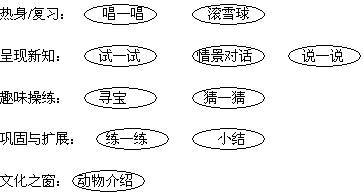 热身/复习: 唱一唱 滚雪球
呈现新知: 试一试 情景对话 说一说
趣味操练: 寻宝 猜一猜
巩固与扩展: 练一练 小结
文化之窗: 动物介绍